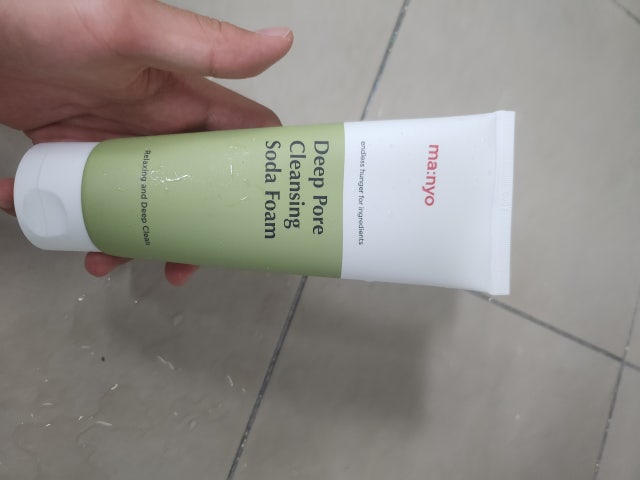 ma:nyo
endless hunger for ingredients
Deep Pore
Cleansing
Soda Foam
Relaxing and Deep Clean